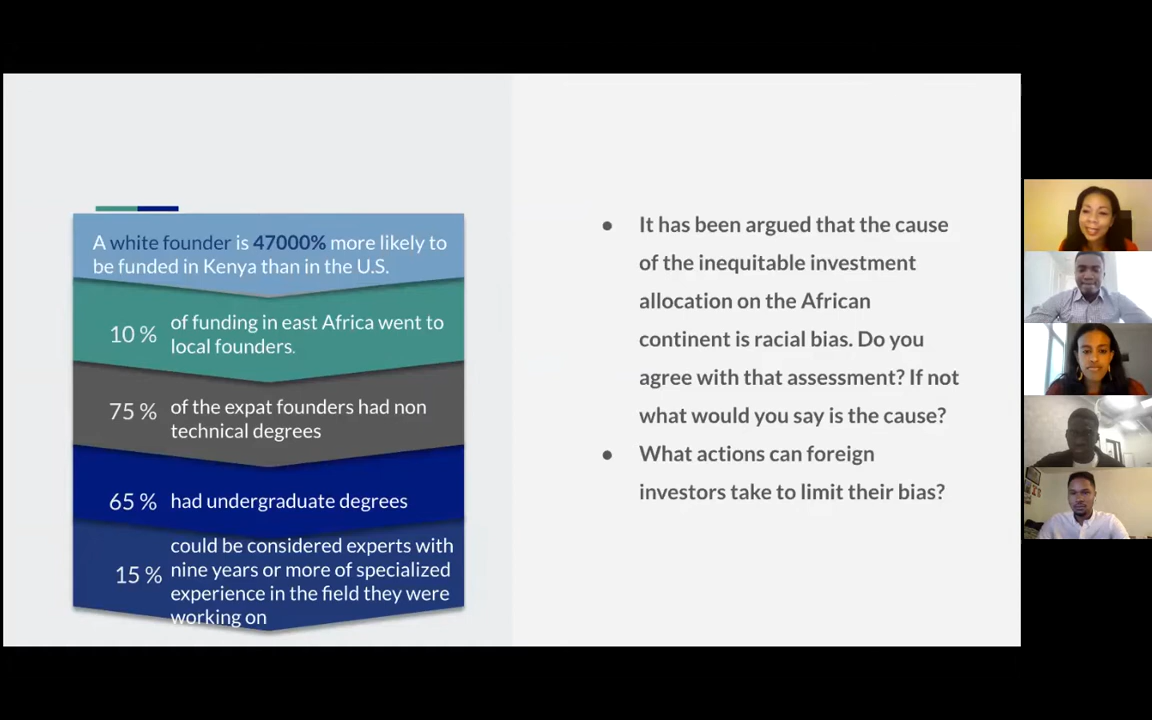 A white founder is 47000% more likely to
be funded in Kenya than in the U.S.
10 %
of funding in east Africa went to
local founders.
75 %
of the expat founders had non
technical degrees
65 %
had undergraduate degrees
15 %
could be considered experts with
nine years or more of specialized
experience in the field they were
working on
● It has been argued that the cause
of the inequitable investment
allocation on the African
continent is racial bias. Do you
agree with that assessment? If not
what would you say is the cause?
● What actions can foreign
investors take to limit their bias?